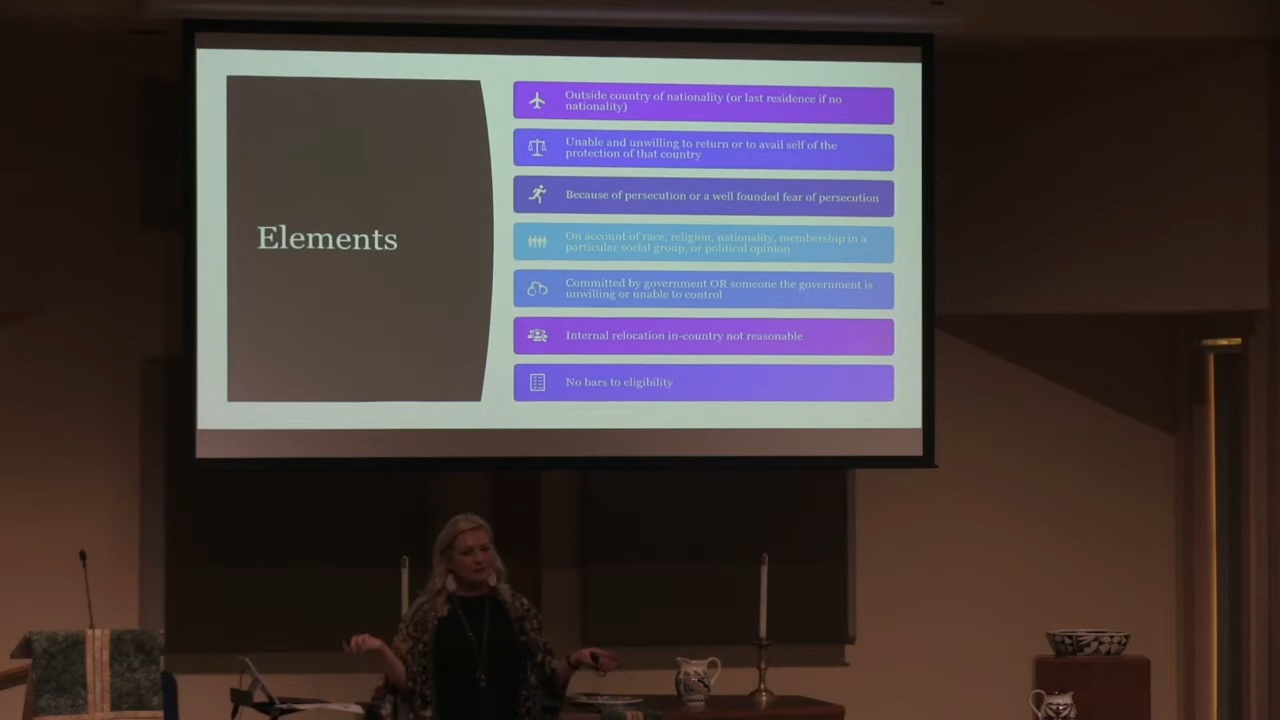 Elements
Outside country of nationality (or last residence if no
nationality)
Unable and unwilling to return or to avail self of the
protection of that country
Because of persecution or a well founded fear of persecution
On account of race, religion, nationality, membership in a
particular social group, or political opinion
Committed by government OR someone the government is
unwilling or unable to control
Internal relocation in-country not reasonable
No bars to eligibility